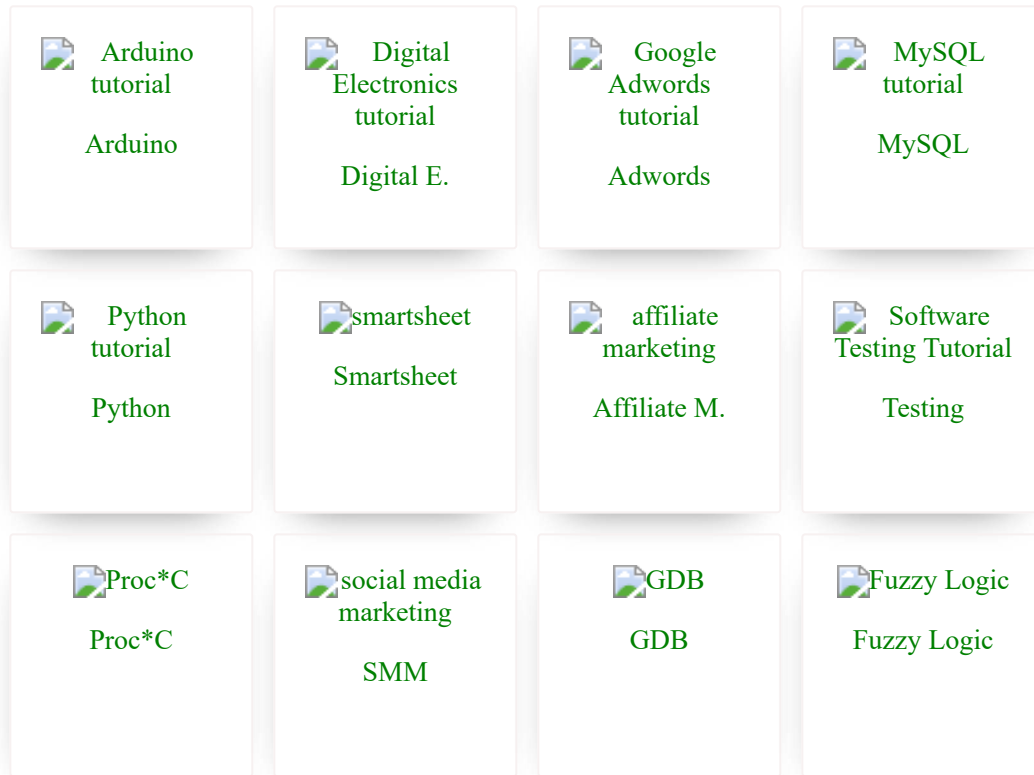 Arduino
tutorial
Arduino
Digital
Electronics
tutorial
Digital E.
Google
Adwords
tutorial
Adwords
MySQL
tutorial
MySQL
Python
tutorial
Python
smartsheet
Smartsheet
affiliate
marketing
Affiliate M.
Software
Testing Tutorial
Testing
Proc*C
Proc*C
social media
marketing
SMM
GDB
GDB
Fuzzy Logic
Fuzzy Logic